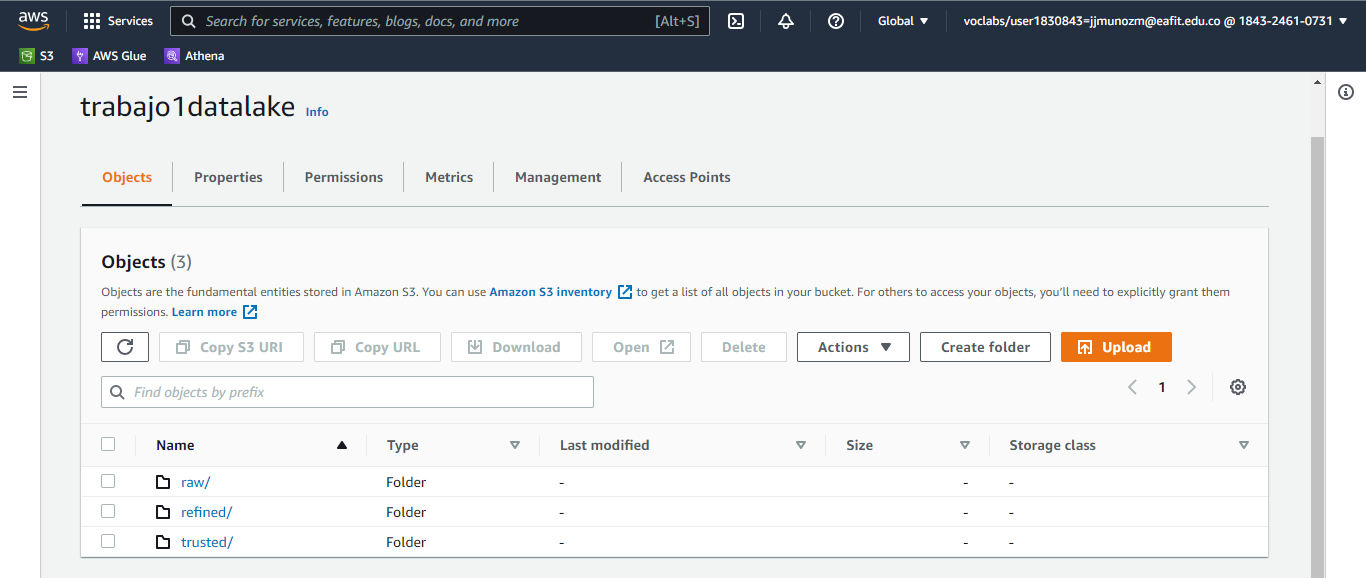 aws Services Search for services, features, blogs, docs, and more [Alt+S] Global voclabs/user1830843=jjmunozm@eafit.edu.co @ 1843-2461-0731
S3 AWS Glue Athena
trabajo1datalake Info
Objects Properties Permissions Metrics Management Access Points
Objects (3)
Objects are the fundamental entities stored in Amazon S3. You can use Amazon S3 inventory to get a list of all objects in your bucket. For others to access your objects, you'll need to explicitly grant them
permissions. Learn more
Copy S3 URI Copy URL Download Open Delete Actions Create folder Upload
Find objects by prefix 1
Name Type Last modified Size Storage class
raw/ Folder - - -
refined/ Folder - - -
trusted/ Folder - - -